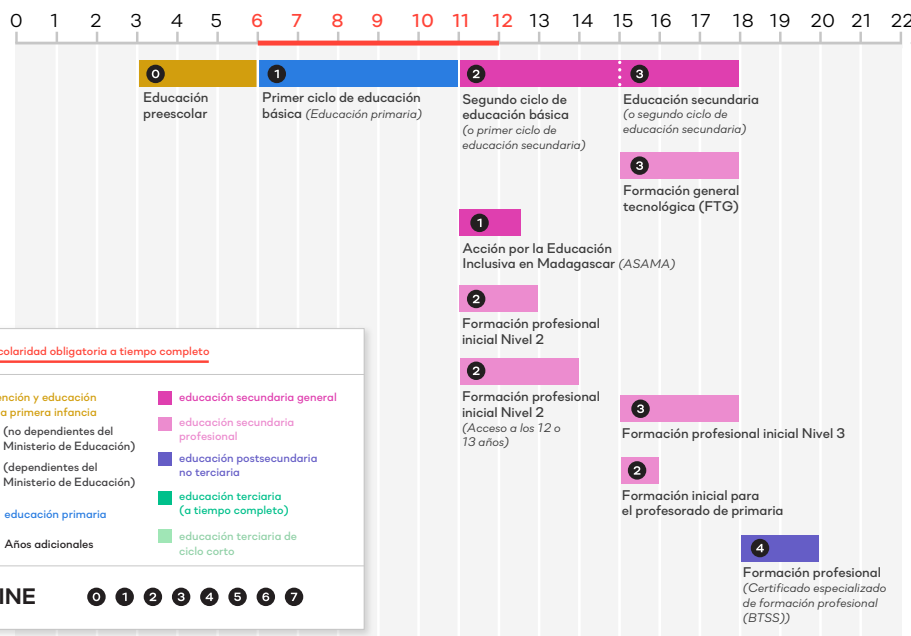 0 1 2 3 4 5 6 7 8 9 10 11 12 13 14 15 16 17 18 19 20 21 22
0
Educación
preescolar
1
Primer ciclo de educación
básica (Educación primaria)
2
Segundo ciclo de
educación básica
(o primer ciclo de
educación secundaria)
3
Educación secundaria
(o segundo ciclo de
educación secundaria)
3
Formación general
tecnológica (FTG)
1
Acción por la Educación
Inclusiva en Madagascar (ASAMA)
2
Formación profesional
inicial Nivel 2
2
Formación profesional
inicial Nivel 2
(Acceso a los 12 o
13 años)
3
Formación profesional inicial Nivel 3
2
Formación inicial para
el profesorado de primaria
4
Formación profesional
(Certificado especializado
de formación profesional
(BTSS))
colaridad obligatoria a tiempo completo
nción y educación
a primera infancia
(no dependientes del
Ministerio de Educación)
(dependientes del
Ministerio de Educación)
educación primaria
Años adicionales
educación secundaria general
educación secundaria
profesional
educación postsecundaria
no terciaria
educación terciaria
(a tiempo completo)
educación terciaria de
ciclo corto
INE 0 1 2 3 4 5 6 7